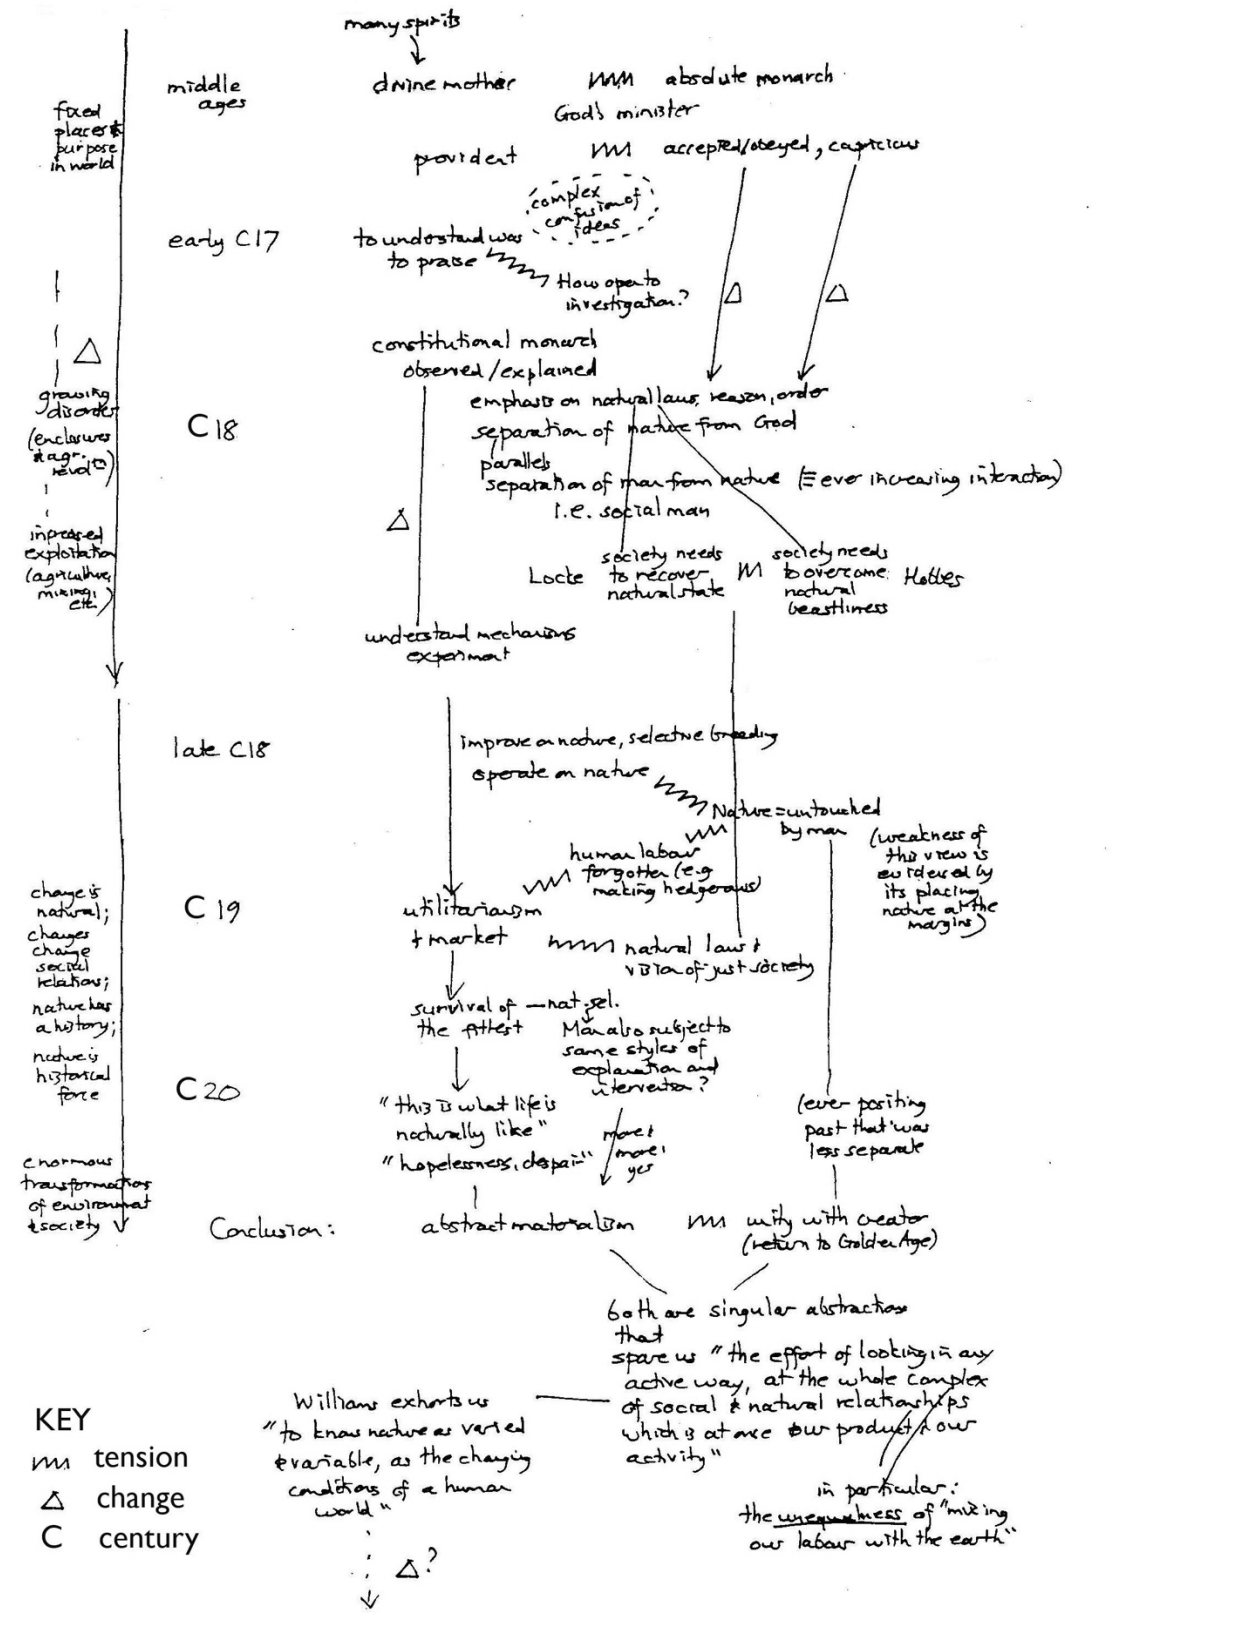 many spirits
middle
ages
divine mother
absolute monarch
God's minister
fixed
places &
purpose
in world
provident
accepted/obeyed, capricious
complex
confusion of
ideas
early C17
to understand was
to praise
How open to
investigation?
Δ
Δ
Δ
constitutional monarch
observed/explained
growing
disorder
(enclosures
& agr.
revoltn)
C18
emphasis on natural laws, reason, order
separation of nature from God
parallels
separation of man from nature (≡ ever increasing interaction)
i.e. social man
Δ
increased
exploitation
(agriculture,
mining,
etc.)
Locke
society needs
to recover
natural state
society needs
to overcome
natural
beastliness
Hobbes
understand mechanisms
experiment
late C18
improve on nature, selective breeding
operate on nature
Nature = untouched
by man
(weakness of
this view is
evidenced by
its placing
nature at the
margins)
human labour
forgotten (e.g.
making hedgerows)
change is
natural;
changes
change
social
relations;
nature has
a history;
nature is
historical
force
C19
utilitarianism
+ market
natural laws +
vision of just society
survival of
the fittest
— nat. sel.
Man also subject to
same styles of
explanation and
intervention?
C20
"this is what life is
naturally like"
"hopelessness, despair"
more &
more,
yes
(ever positing
past that was
less separate
enormous
transformations
of environment
& society
Conclusion:
abstract materialism
unity with creator
(return to Golden Age)
both are singular abstractions
that
spare us "the effort of looking, in any
active way, at the whole complex
of social & natural relationships
which is at once our product & our
activity"
Williams exhorts us
"to know nature as varied
& variable, as the changing
conditions of a human
world"
in particular:
the unequalness of "mixing
our labour with the earth"
KEY
tension
Δ change
C century
Δ?